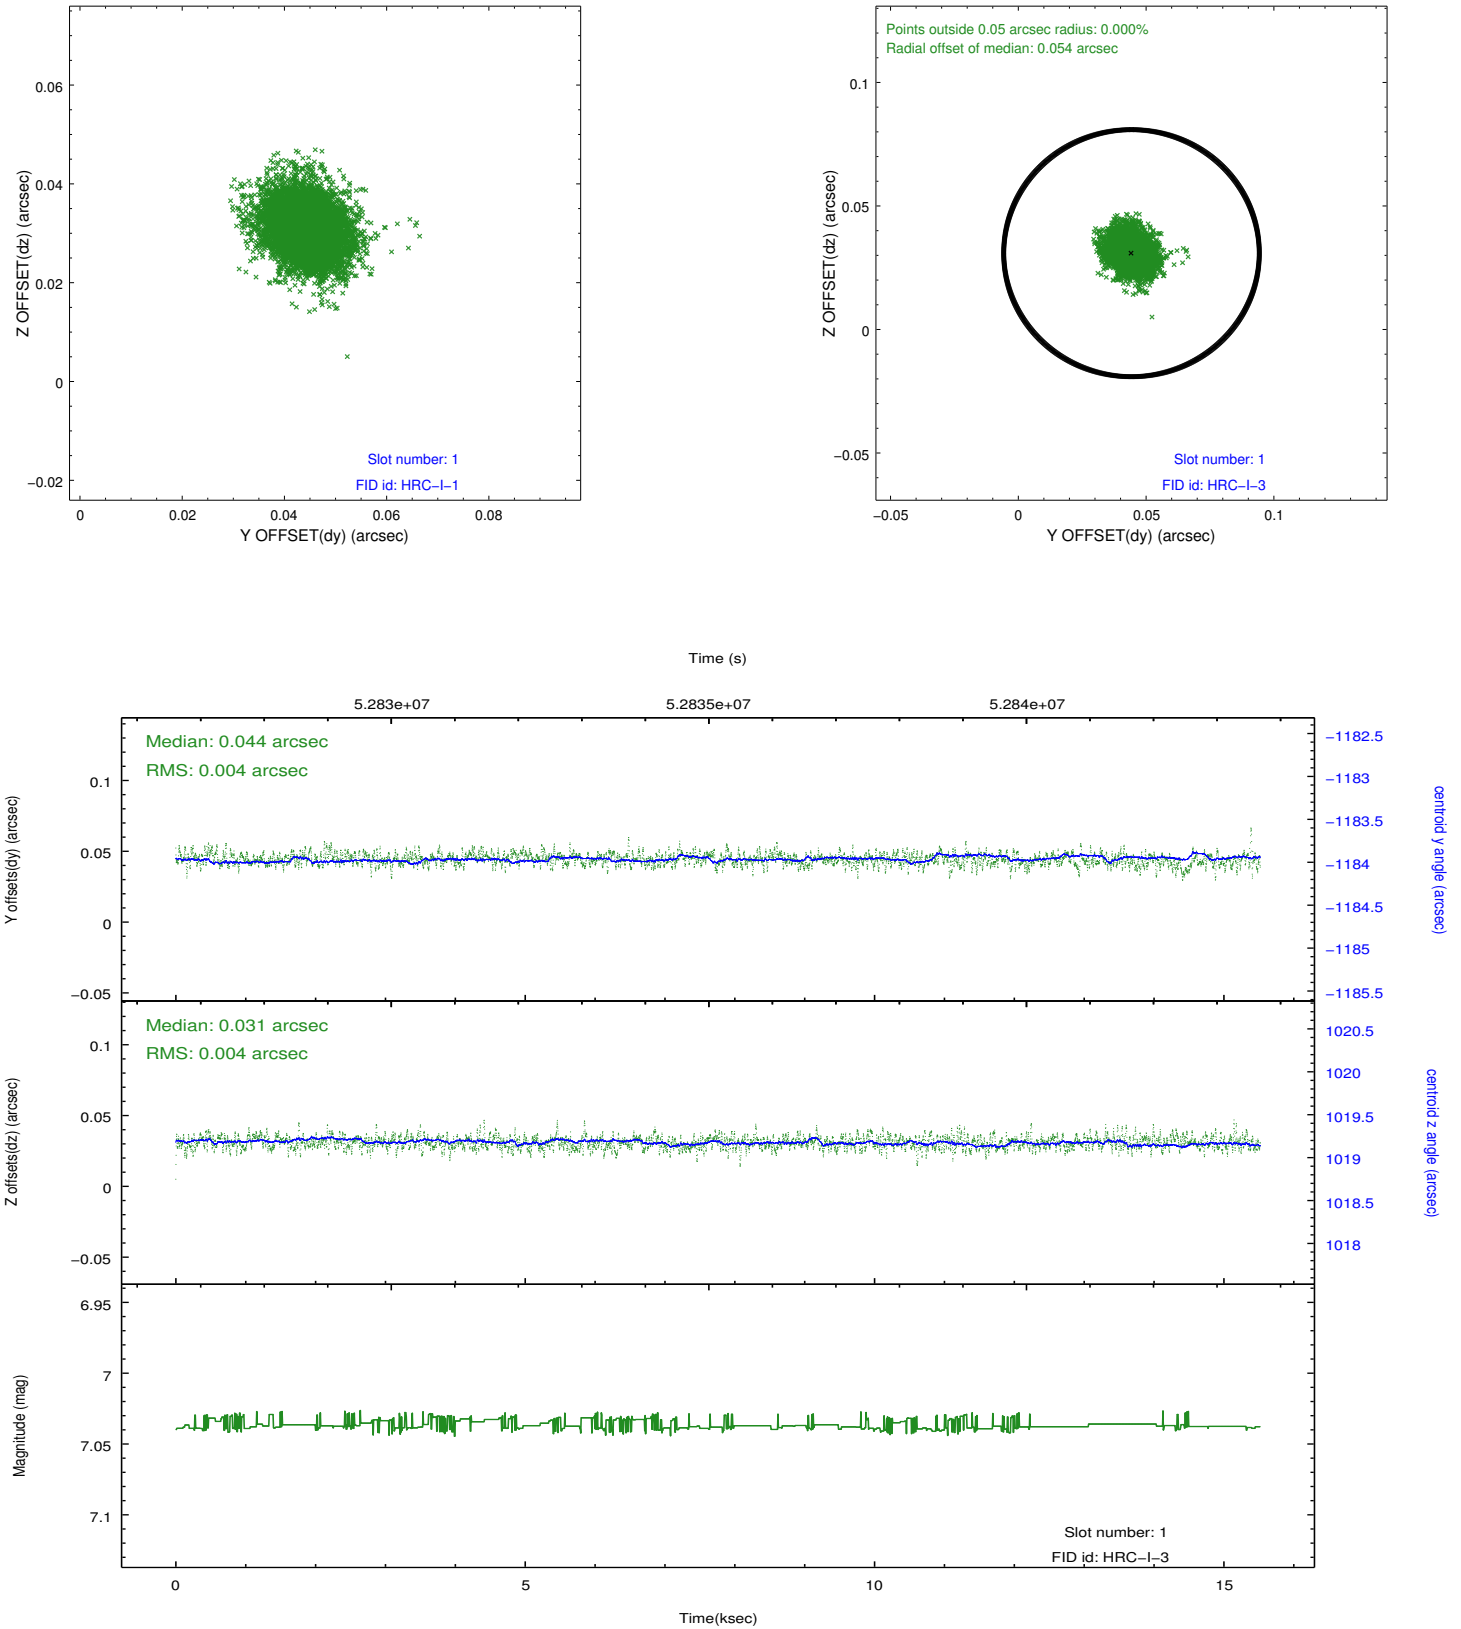 0.06
0.04
0.02
0
−0.02
Z OFFSET(dz) (arcsec)
Slot number: 1
FID id: HRC−I−1
0
0.02
0.04
0.06
0.08
Y OFFSET(dy) (arcsec)
Points outside 0.05 arcsec radius: 0.000%
Radial offset of median: 0.054 arcsec
0.1
0.05
0
−0.05
Z OFFSET(dz) (arcsec)
Slot number: 1
FID id: HRC−I−3
−0.05
0
0.05
0.1
Y OFFSET(dy) (arcsec)
Time (s)
5.283e+07
5.2835e+07
5.284e+07
Median: 0.044 arcsec
RMS: 0.004 arcsec
0.1
0.05
0
−0.05
Y offsets(dy) (arcsec)
−1182.5
−1183
−1183.5
−1184
−1184.5
−1185
−1185.5
centroid y angle (arcsec)
Median: 0.031 arcsec
RMS: 0.004 arcsec
0.1
0.05
0
−0.05
Z offsets(dz) (arcsec)
1020.5
1020
1019.5
1019
1018.5
1018
centroid z angle (arcsec)
6.95
7
7.05
7.1
Magnitude (mag)
Slot number: 1
FID id: HRC−I−3
0
5
10
15
Time(ksec)